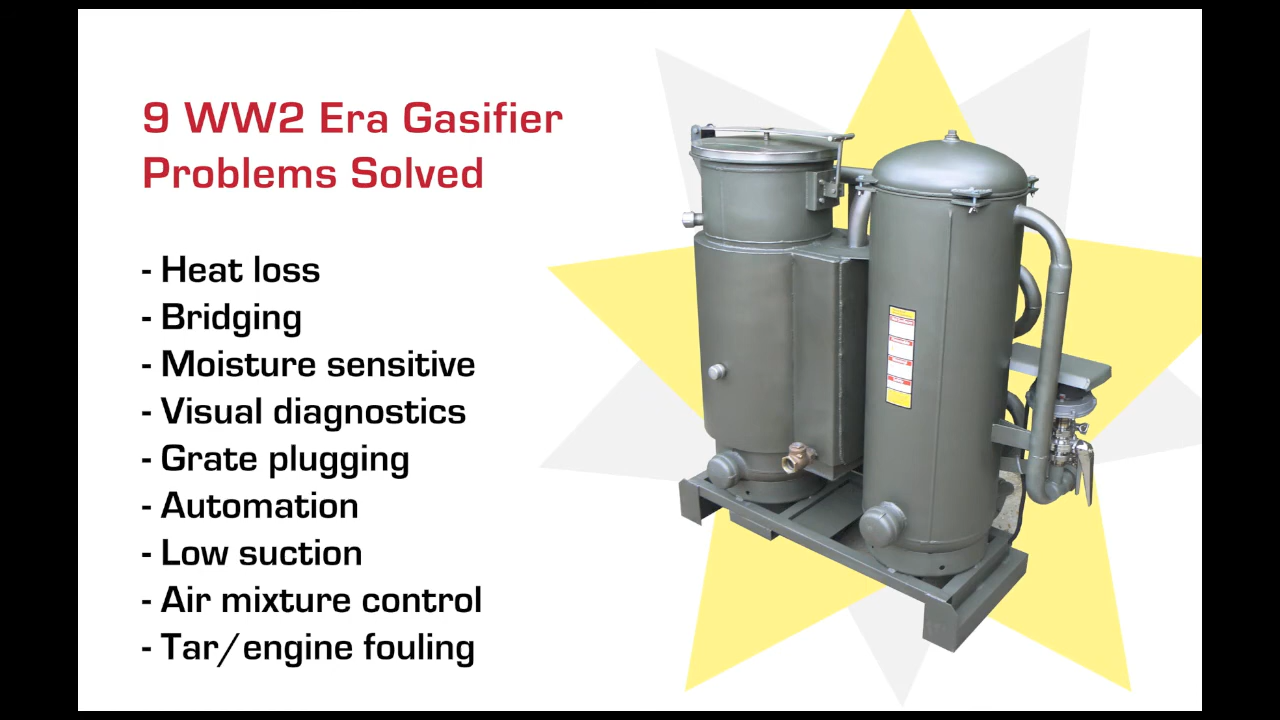 9 WW2 Era Gasifier
Problems Solved
- Heat loss
- Bridging
- Moisture sensitive
- Visual diagnostics
- Grate plugging
- Automation
- Low suction
- Air mixture control
- Tar/engine fouling